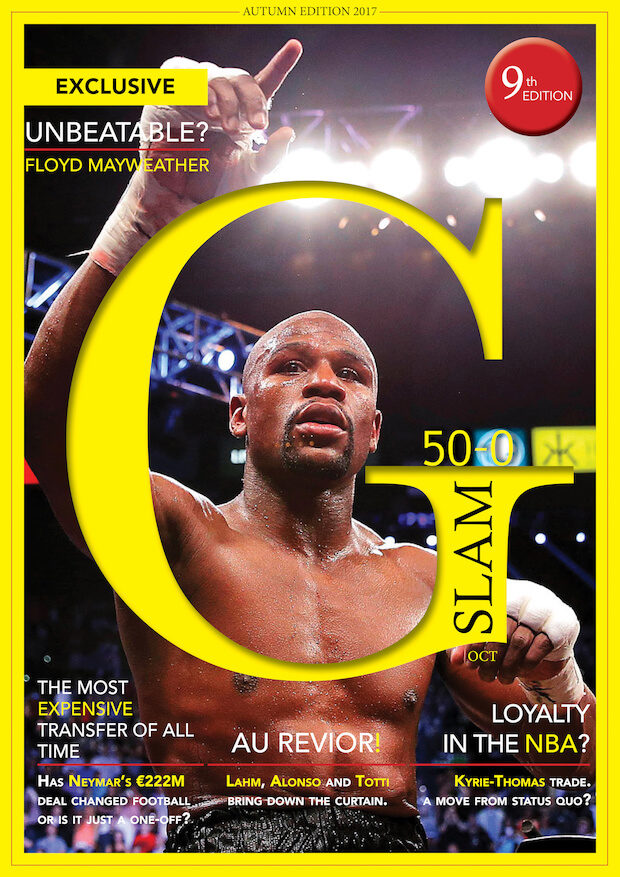 AUTUMN EDITION 2017
EXCLUSIVE
9th
EDITION
UNBEATABLE?
FLOYD MAYWEATHER
G
50-0
SLAM
OCT
THE MOST
EXPENSIVE
TRANSFER OF ALL
TIME
HAS NEYMAR'S €222M
DEAL CHANGED FOOTBALL
OR IS IT JUST A ONE-OFF?
AU REVIOR!
LAHM, ALONSO AND TOTTI
BRING DOWN THE CURTAIN.
LOYALTY
IN THE NBA?
KYRIE-THOMAS TRADE.
A MOVE FROM STATUS QUO?